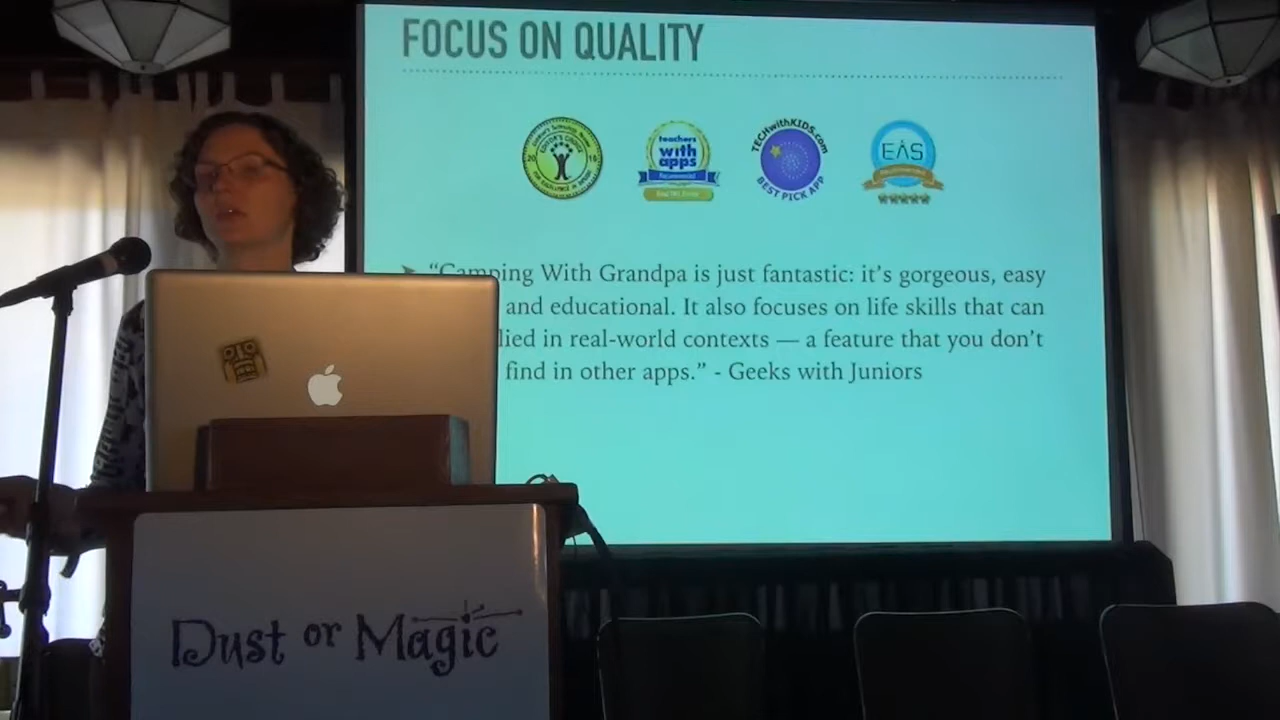 FOCUS ON QUALITY
EDITOR'S CHOICE
teachers
with
apps
TECHwithKIDS.com
BEST PICK APP
EAS
“Camping With Grandpa is just fantastic: it’s gorgeous, easy
and educational. It also focuses on life skills that can
lied in real-world contexts — a feature that you don’t
find in other apps.” - Geeks with Juniors
Dust or Magic